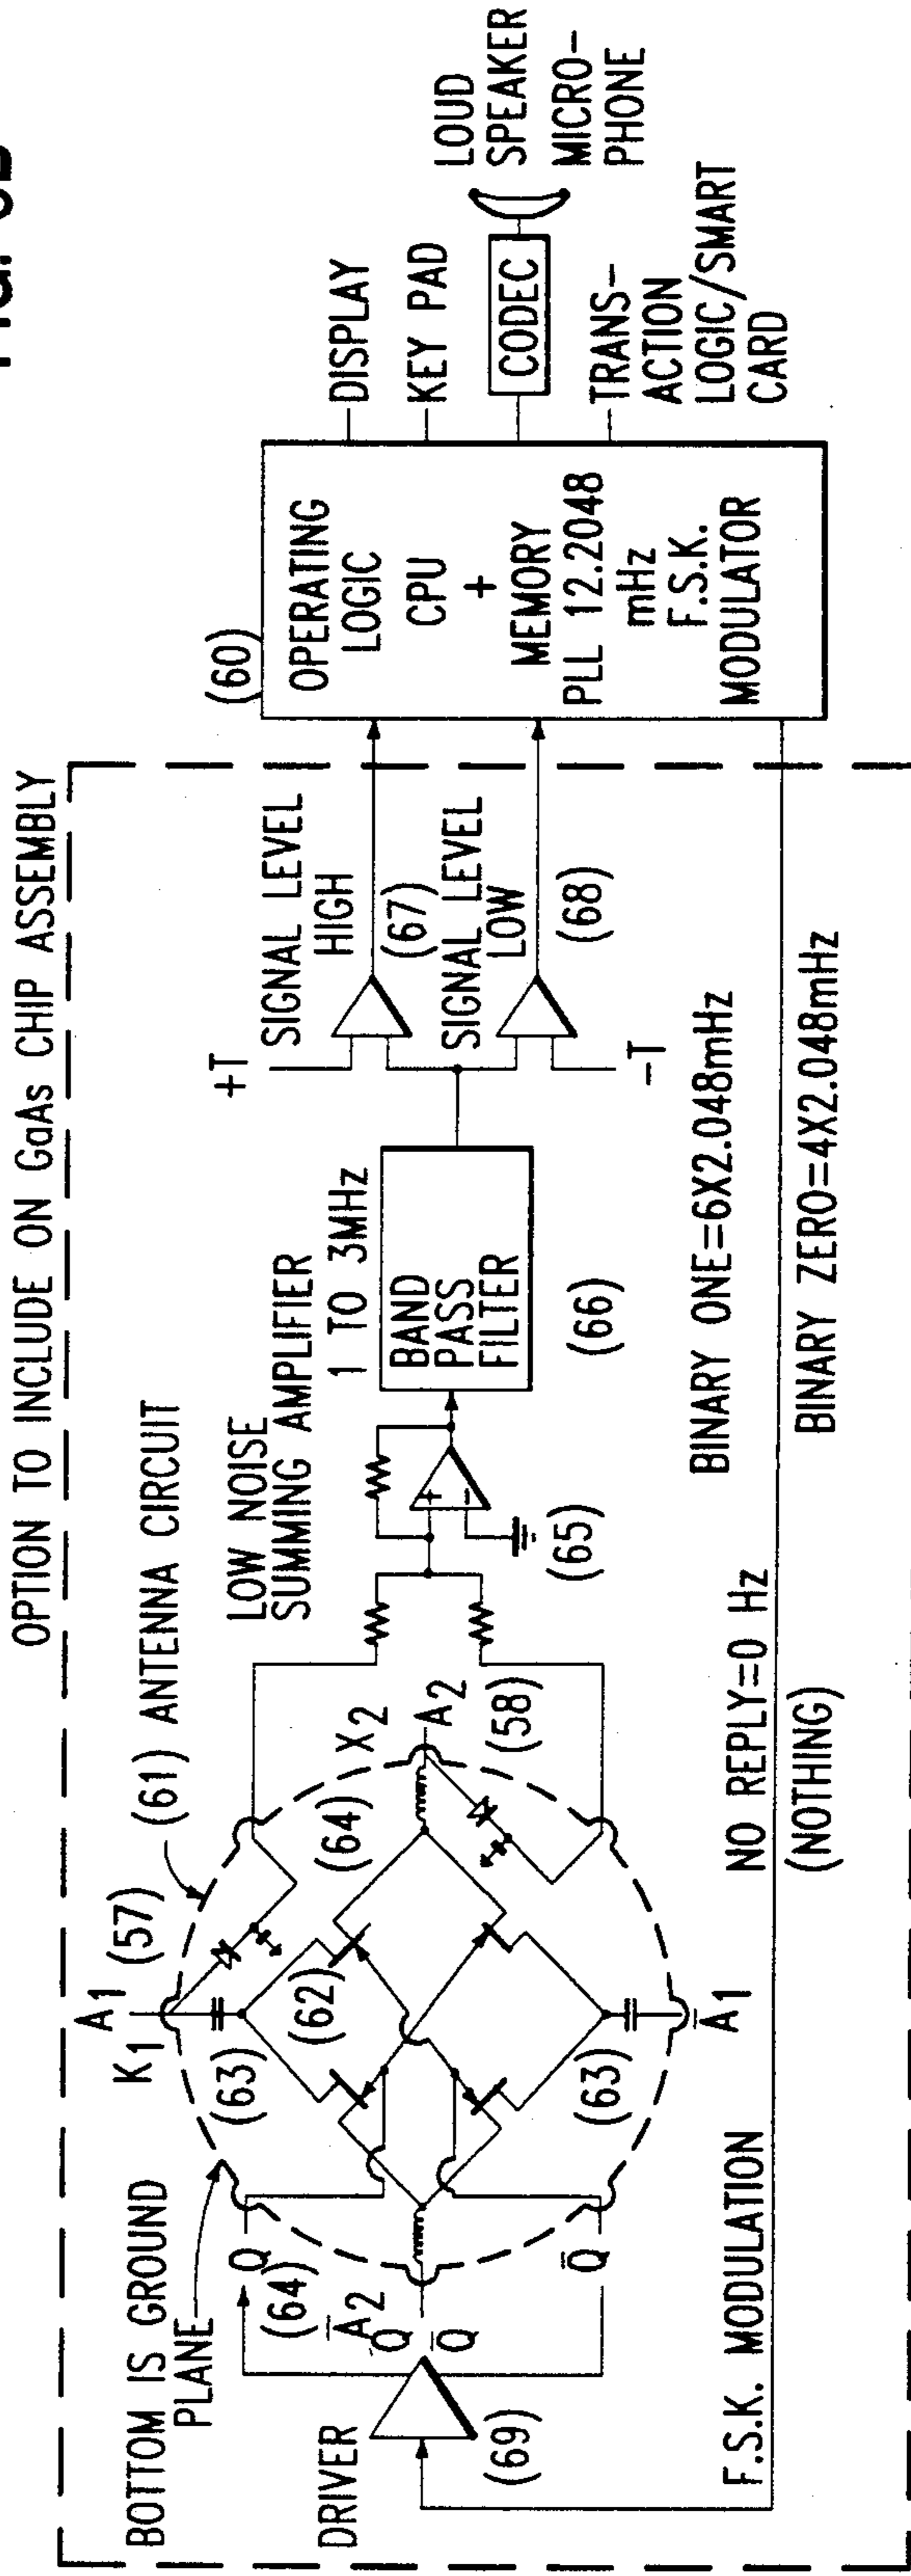 OPTION TO INCLUDE ON GaAs CHIP ASSEMBLY
BOTTOM IS GROUND
PLANE
(61) ANTENNA CIRCUIT
K1
A1
(57)
(63)
(62)
(64)
X2
A2
(58)
Q
(64)
A̅2
Q
Q̅
Q̅
(63)
A̅1
DRIVER
(69)
LOW NOISE
SUMMING AMPLIFIER
+
−
(65)
1 TO 3MHz
BAND
PASS
FILTER
(66)
+T
−T
SIGNAL LEVEL
HIGH
(67)
SIGNAL LEVEL
LOW
(68)
(60)
OPERATING
LOGIC
CPU
+
MEMORY
PLL 12.2048
mHz
F.S.K.
MODULATOR
DISPLAY
KEY PAD
CODEC
LOUD
SPEAKER
MICRO-
PHONE
TRANS-
ACTION
LOGIC/SMART
CARD
F.S.K. MODULATION
NO REPLY=0 Hz
(NOTHING)
BINARY ONE=6X2.048mHz
BINARY ZERO=4X2.048mHz